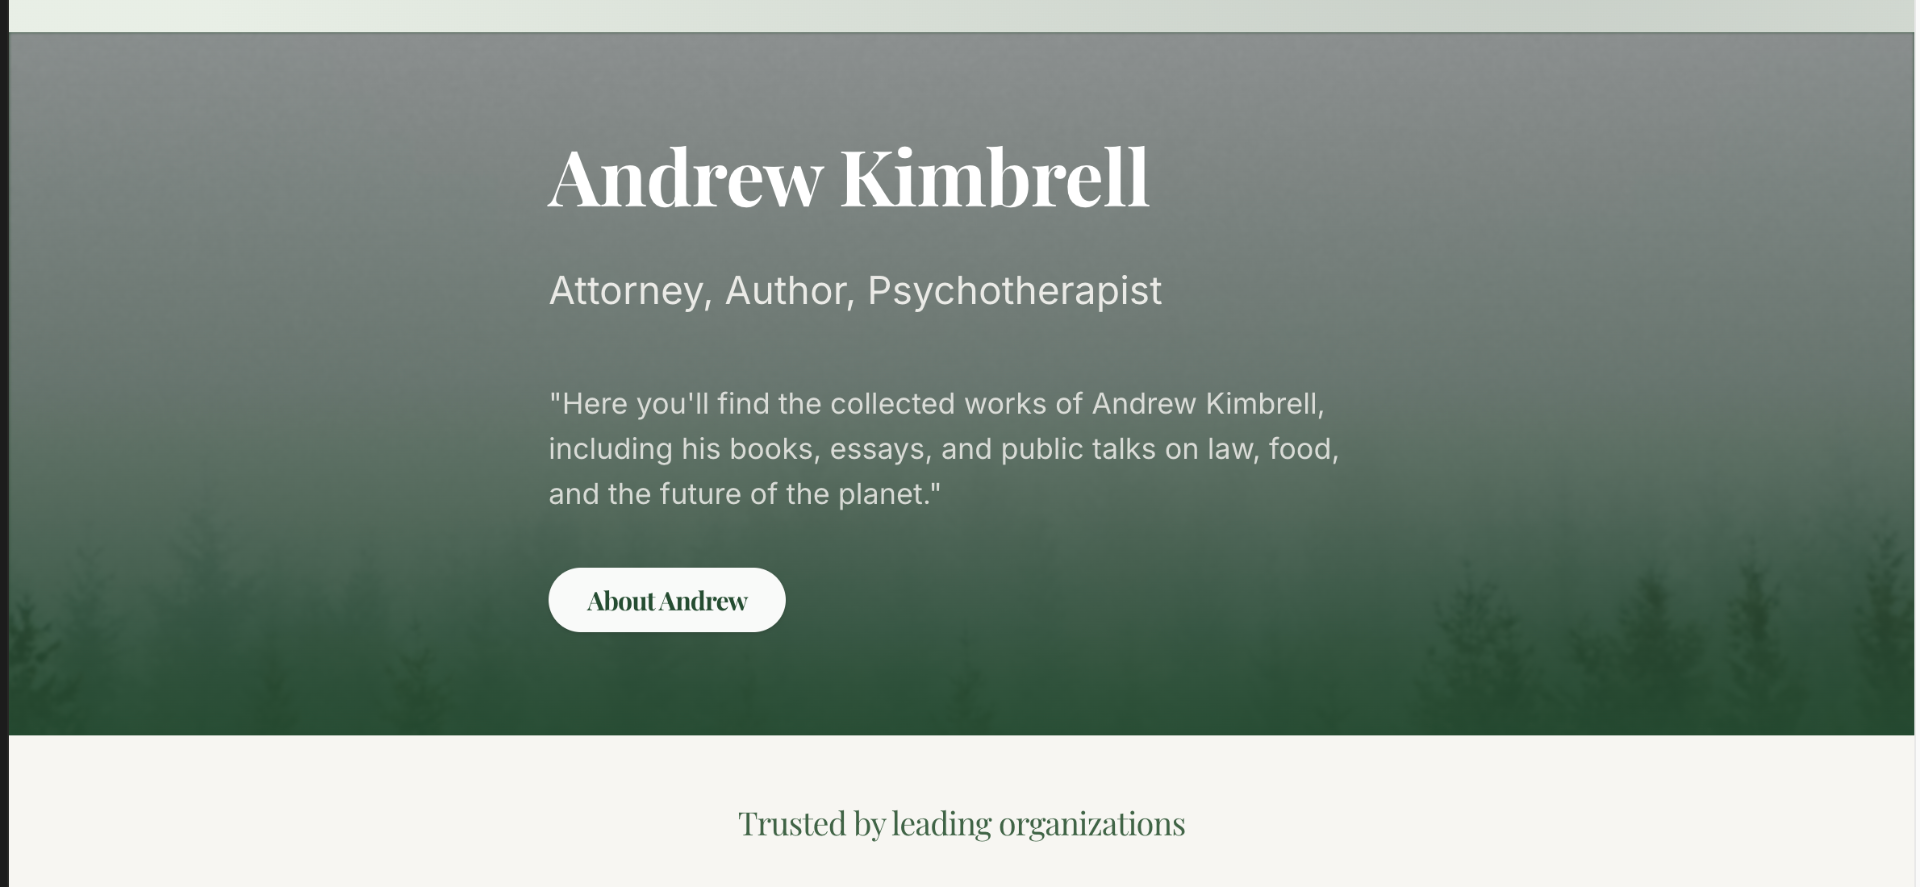 Andrew Kimbrell
Attorney, Author, Psychotherapist
"Here you'll find the collected works of Andrew Kimbrell,
including his books, essays, and public talks on law, food,
and the future of the planet."
About Andrew
Trusted by leading organizations